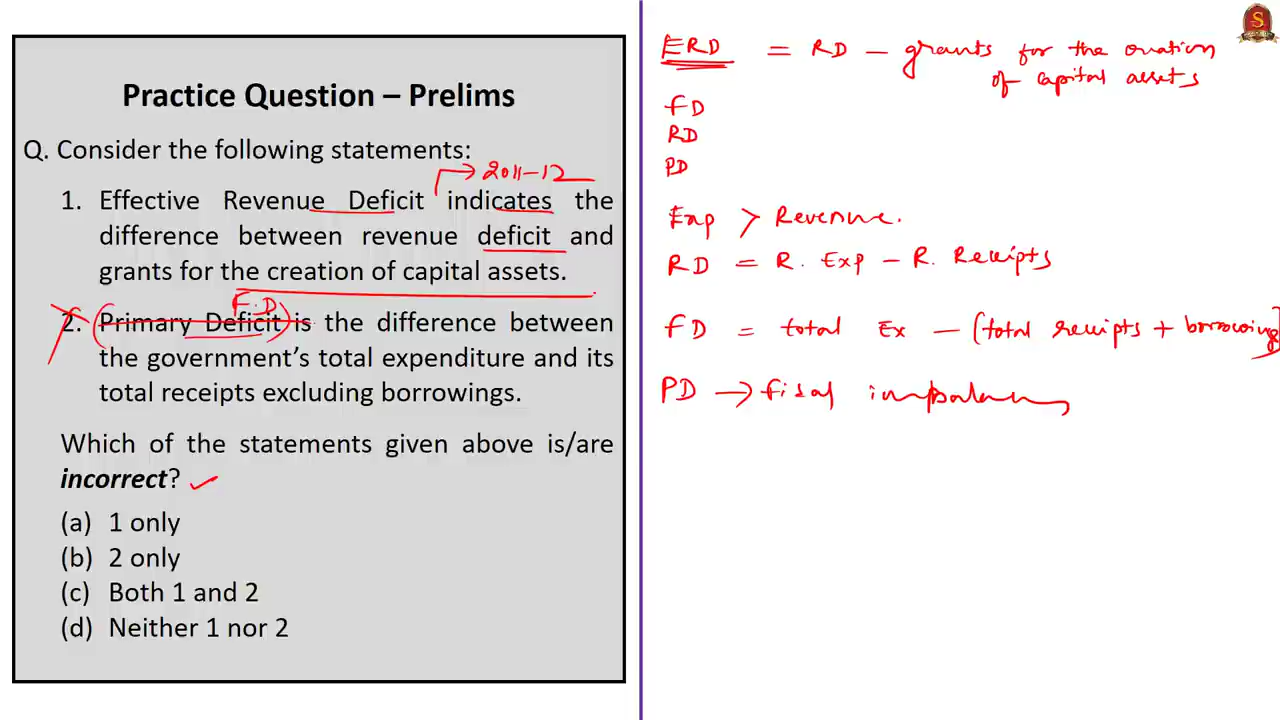 Practice Question – Prelims
Q. Consider the following statements:
→ 2011-12
1. Effective Revenue Deficit indicates the
difference between revenue deficit and
grants for the creation of capital assets.
F.D
2. (Primary Deficit) is the difference between
the government's total expenditure and its
total receipts excluding borrowings.
Which of the statements given above is/are
incorrect? ✓
(a) 1 only
(b) 2 only
(c) Both 1 and 2
(d) Neither 1 nor 2
S
ERD = RD – grants for the
of capital assets
FD
RD
PD
Exp > Revenue.
RD = R. Exp – R. Receipts
FD = total Ex – (total receipts + borrowing]
PD → fiscal